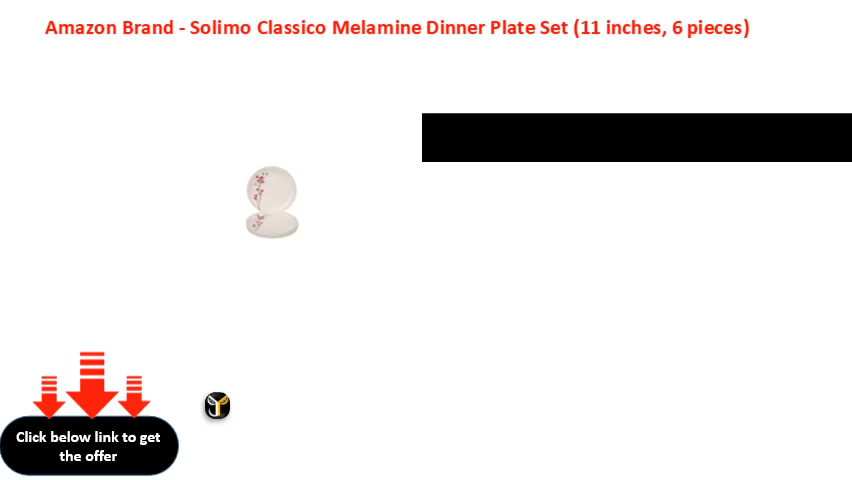 Amazon Brand - Solimo Classico Melamine Dinner Plate Set (11 inches, 6 pieces)
Click below link to get
the offer